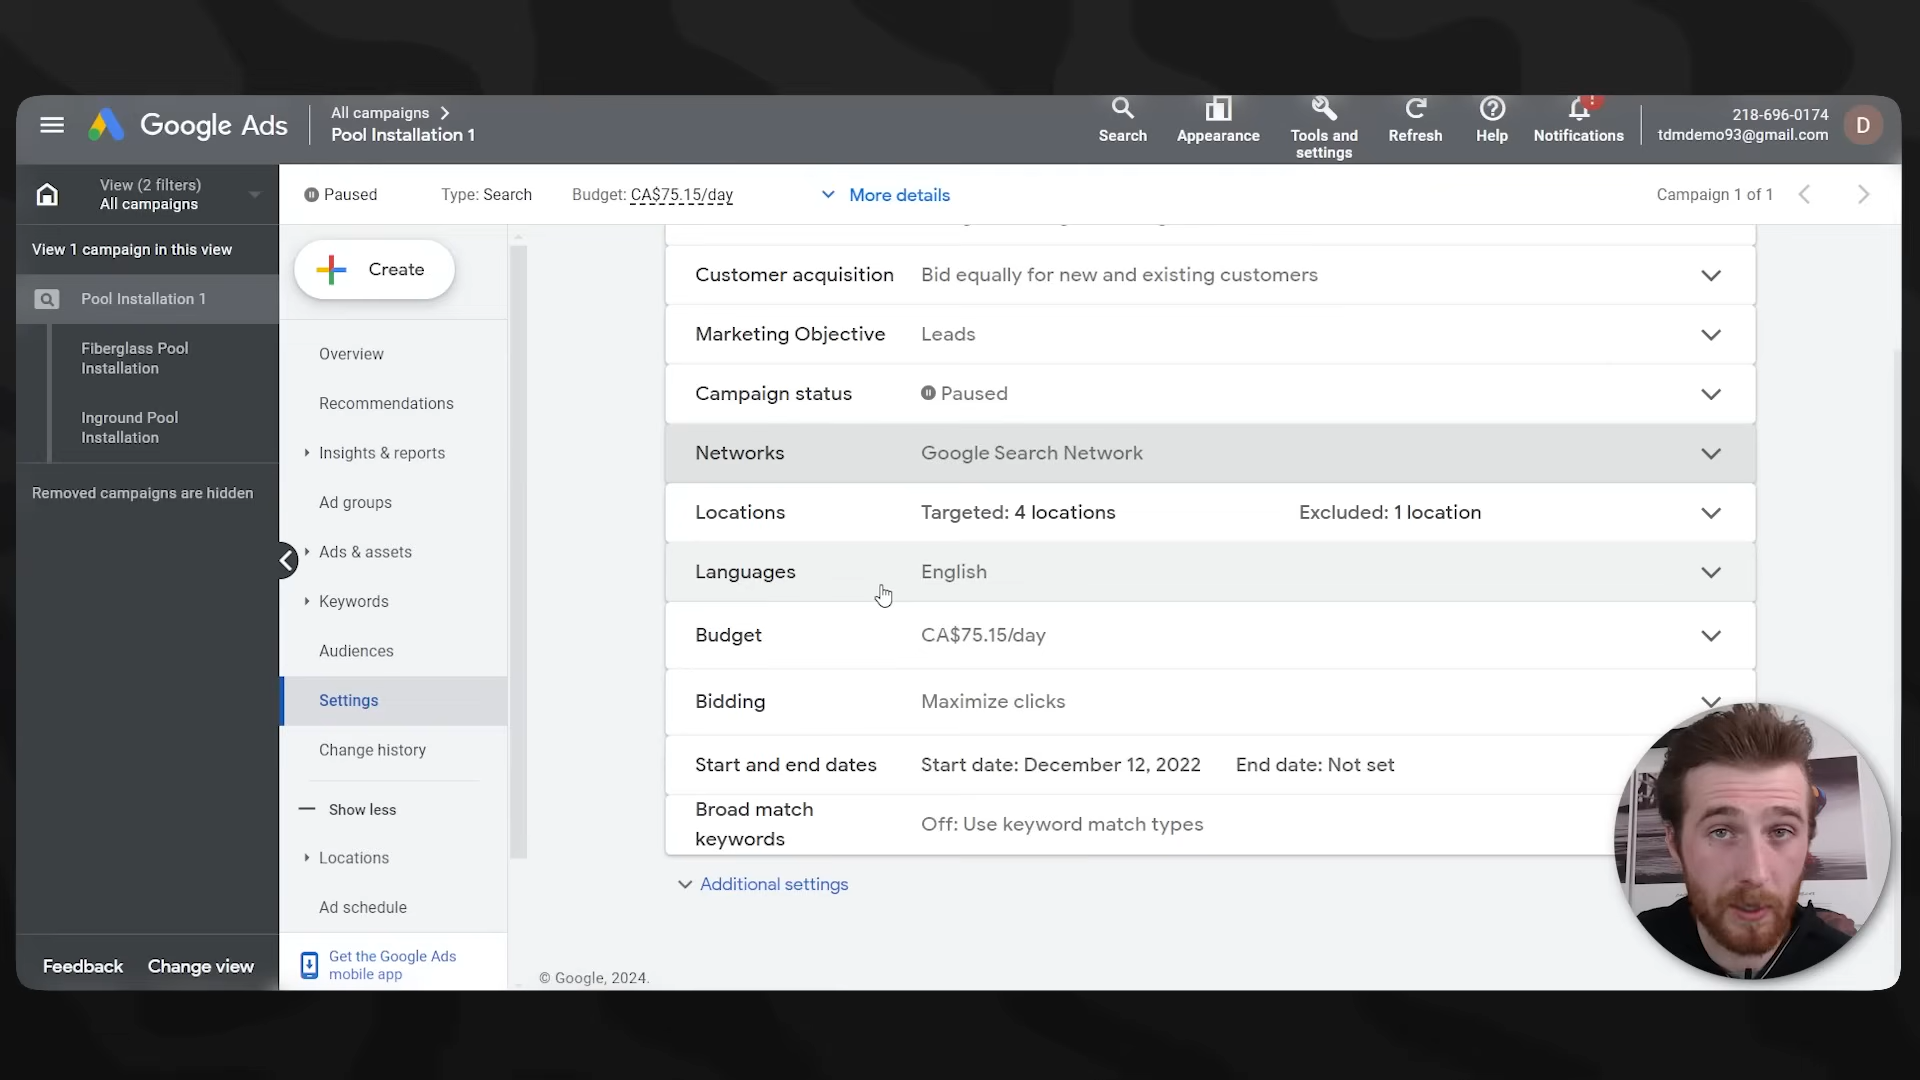 Google Ads
All campaigns
Pool Installation 1
Search
Appearance
Tools and
settings
Refresh
Help
Notifications
!
218-696-0174
tdmdemo93@gmail.com
D
View (2 filters)
All campaigns
Paused
Type: Search
Budget: CA$75.15/day
More details
Campaign 1 of 1
View 1 campaign in this view
Pool Installation 1
Fiberglass Pool
Installation
Inground Pool
Installation
Removed campaigns are hidden
Feedback
Change view
Create
Overview
Recommendations
Insights & reports
Ad groups
Ads & assets
Keywords
Audiences
Settings
Change history
Show less
Locations
Ad schedule
Get the Google Ads
mobile app
Customer acquisition
Bid equally for new and existing customers
Marketing Objective
Leads
Campaign status
Paused
Networks
Google Search Network
Locations
Targeted: 4 locations
Excluded: 1 location
Languages
English
Budget
CA$75.15/day
Bidding
Maximize clicks
Start and end dates
Start date: December 12, 2022
End date: Not set
Broad match
keywords
Off: Use keyword match types
Additional settings
© Google, 2024.